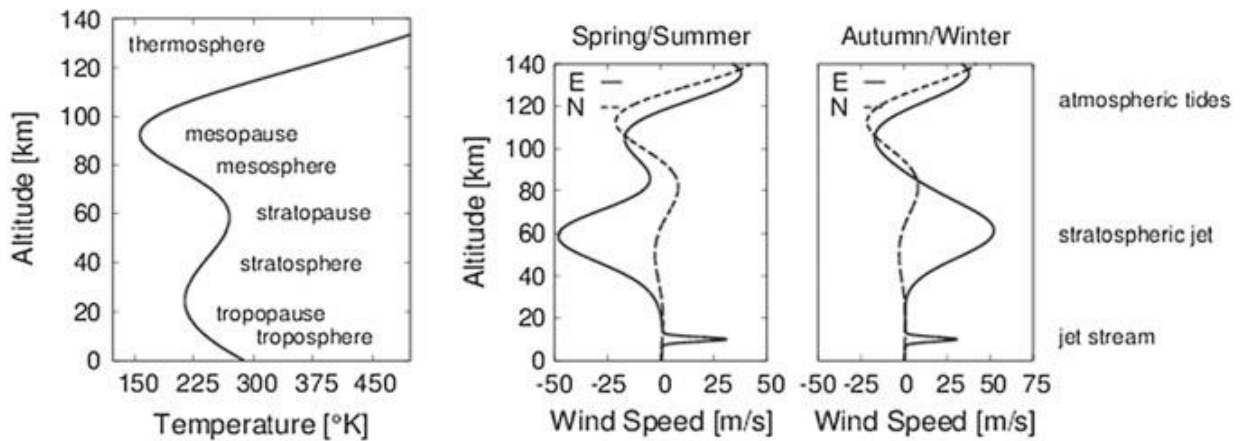 140
120
100
80
60
40
20
0
Altitude [km]
thermosphere
mesopause
mesosphere
stratopause
stratosphere
tropopause
troposphere
150 225 300 375 450
Temperature [°K]
Spring/Summer
140
120
100
80
60
40
20
0
Altitude [km]
E
N
-50 -25 0 25 50
Wind Speed [m/s]
Autumn/Winter
E
N
-50 -25 0 25 50 75
Wind Speed [m/s]
atmospheric tides
stratospheric jet
jet stream